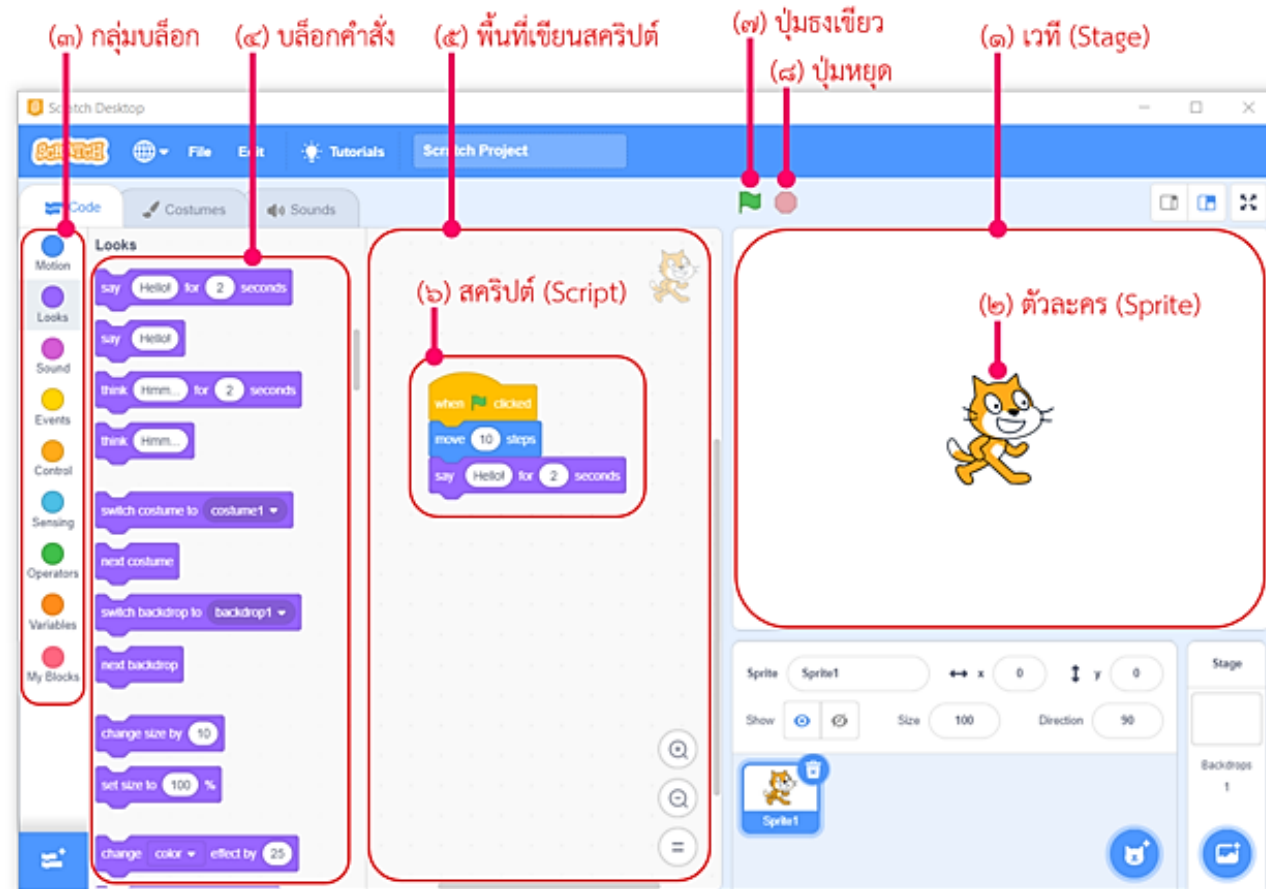 (๓) กลุ่มบล็อก (๔) บล็อกคำสั่ง (๕) พื้นที่เขียนสคริปต์ (๗) ปุ่มธงเขียว (๑) เวที (Stage)
(๘) ปุ่มหยุด
Scratch Desktop
SCRATCH File Edit Tutorials Scratch Project
Code Costumes Sounds
Motion
Looks
Sound
Events
Control
Sensing
Operators
Variables
My Blocks
Looks
say Hello! for 2 seconds
say Hello!
think Hmm... for 2 seconds
think Hmm...
switch costume to costume1
next costume
switch backdrop to backdrop1
next backdrop
change size by 10
set size to 100 %
change color effect by 25
(๖) สคริปต์ (Script)
when clicked
move 10 steps
say Hello! for 2 seconds
=
(๒) ตัวละคร (Sprite)
Sprite Sprite1 x 0 y 0
Show Size 100 Direction 90
Sprite1
Stage
Backdrops
1